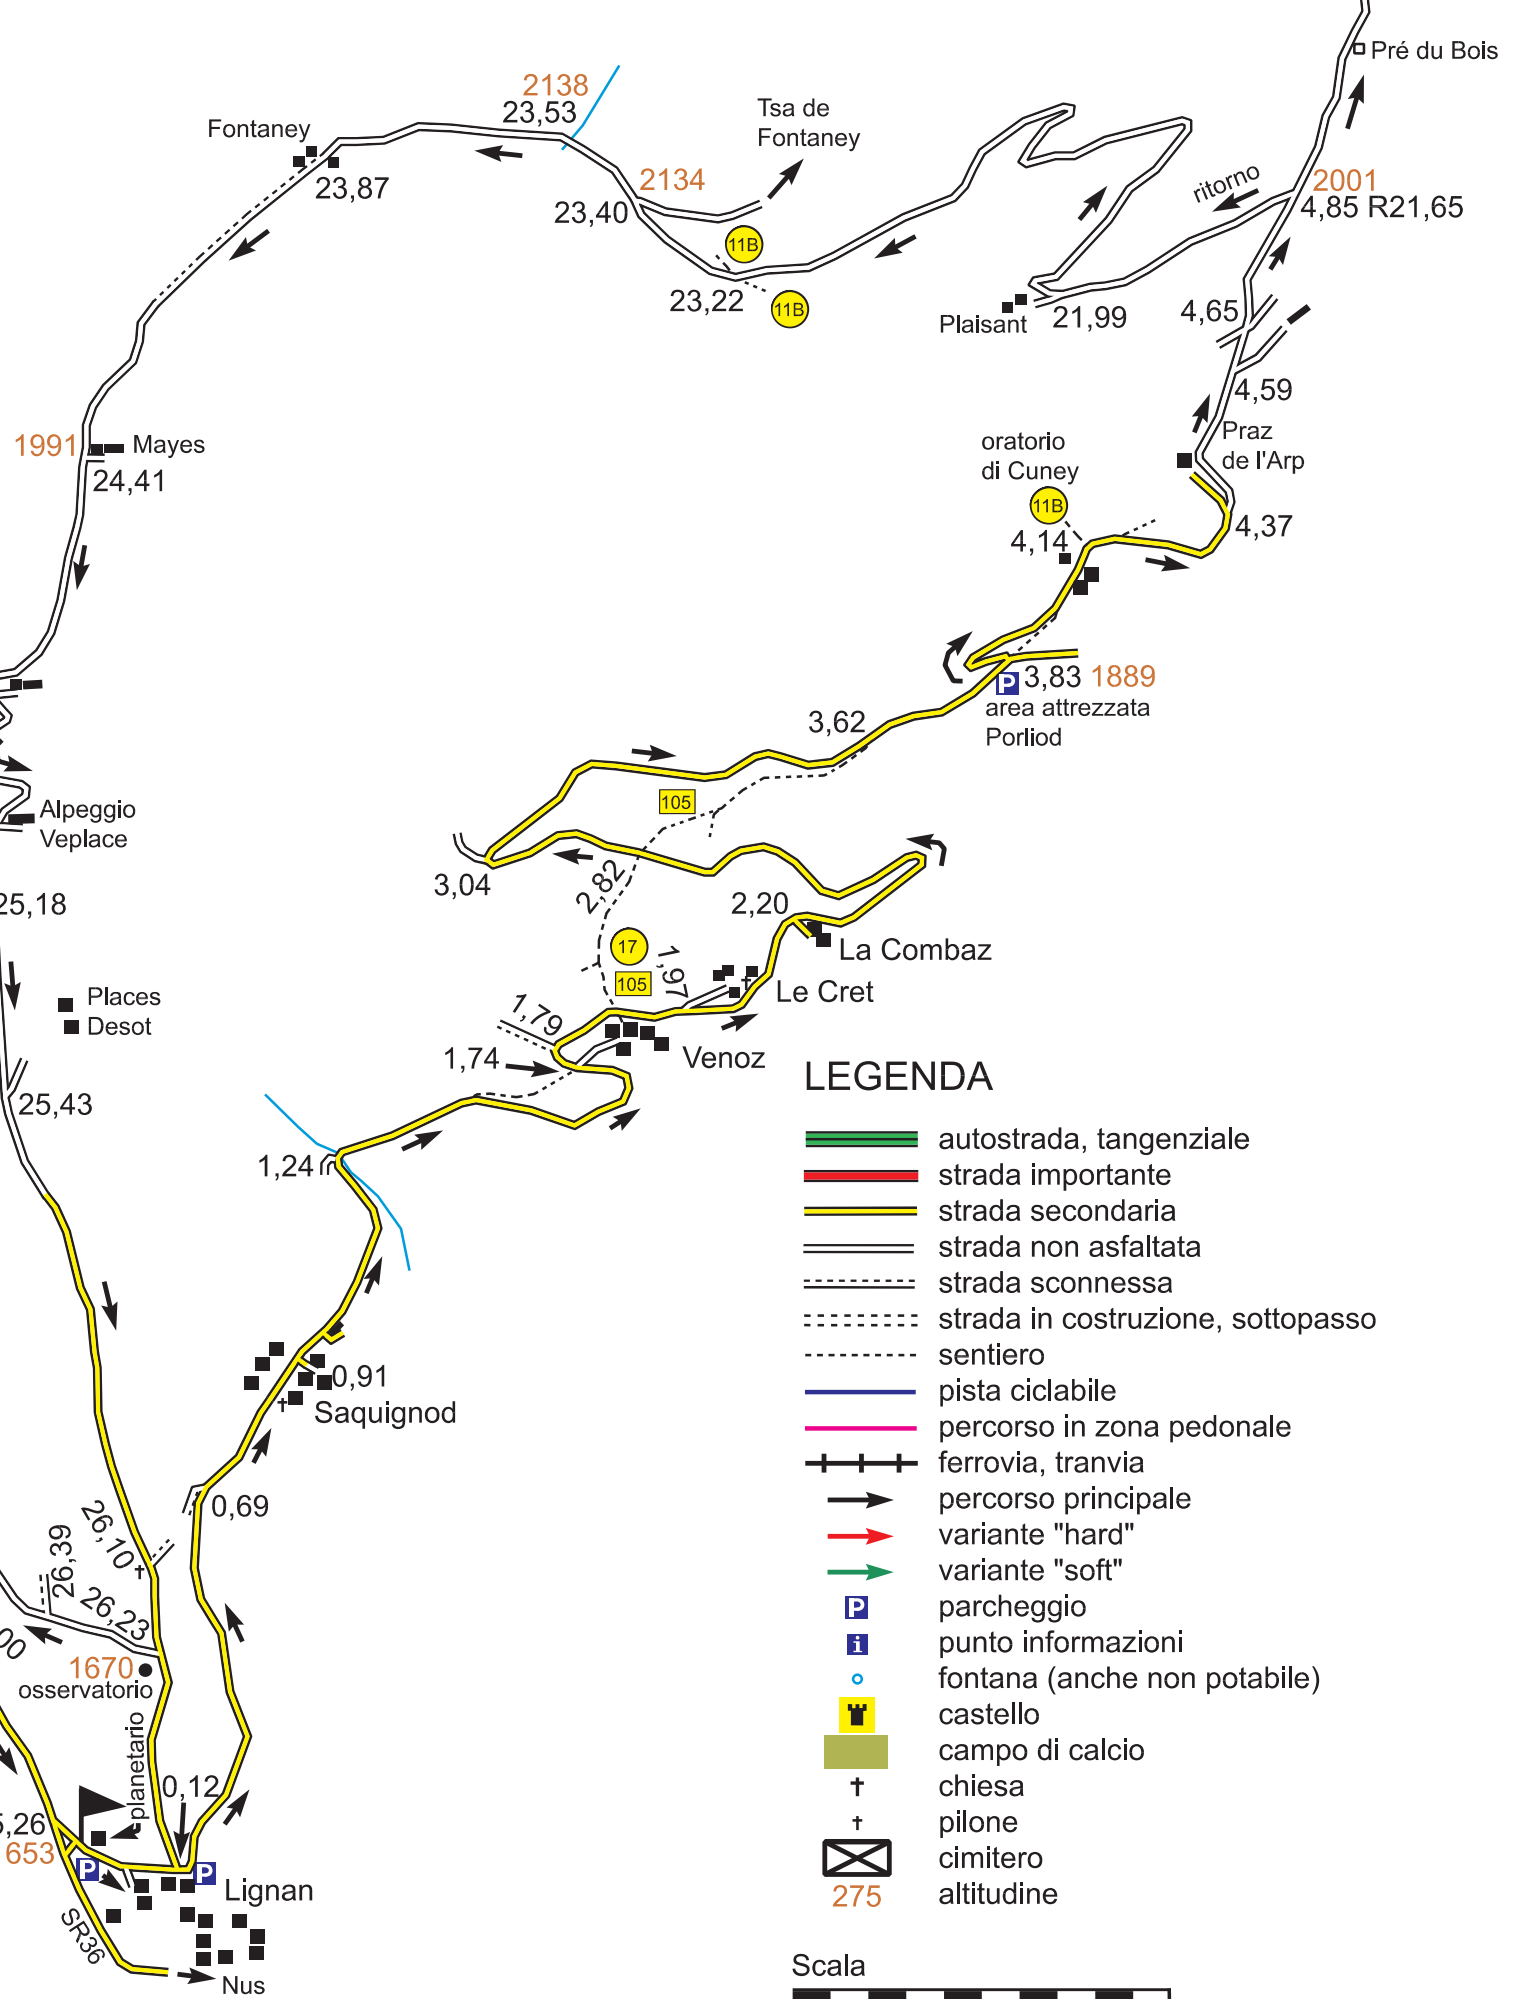 Pré du Bois
2138
23,53
Tsa de
Fontaney
Fontaney
23,87
2134
23,40
ritorno
2001
4,85 R21,65
11B
23,22
11B
Plaisant
21,99
4,65
4,59
1991
Mayes
24,41
Praz
de l'Arp
oratorio
di Cuney
11B
4,14
4,37
P
3,83 1889
area attrezzata
Porliod
3,62
105
Alpeggio
Veplace
3,04
2,82
2,20
25,18
La Combaz
17
105
1,97
Le Cret
Places
Desot
1,79
1,74
Venoz
25,43
1,24
0,91
Saquignod
0,69
26,10
26,39
26,23
00
1670
osservatorio
planetario
0,12
5,26
653
P
P
Lignan
SR36
Nus
LEGENDA
autostrada, tangenziale
strada importante
strada secondaria
strada non asfaltata
strada sconnessa
strada in costruzione, sottopasso
sentiero
pista ciclabile
percorso in zona pedonale
ferrovia, tranvia
percorso principale
variante "hard"
variante "soft"
P parcheggio
i punto informazioni
fontana (anche non potabile)
castello
campo di calcio
chiesa
pilone
cimitero
275 altitudine
Scala